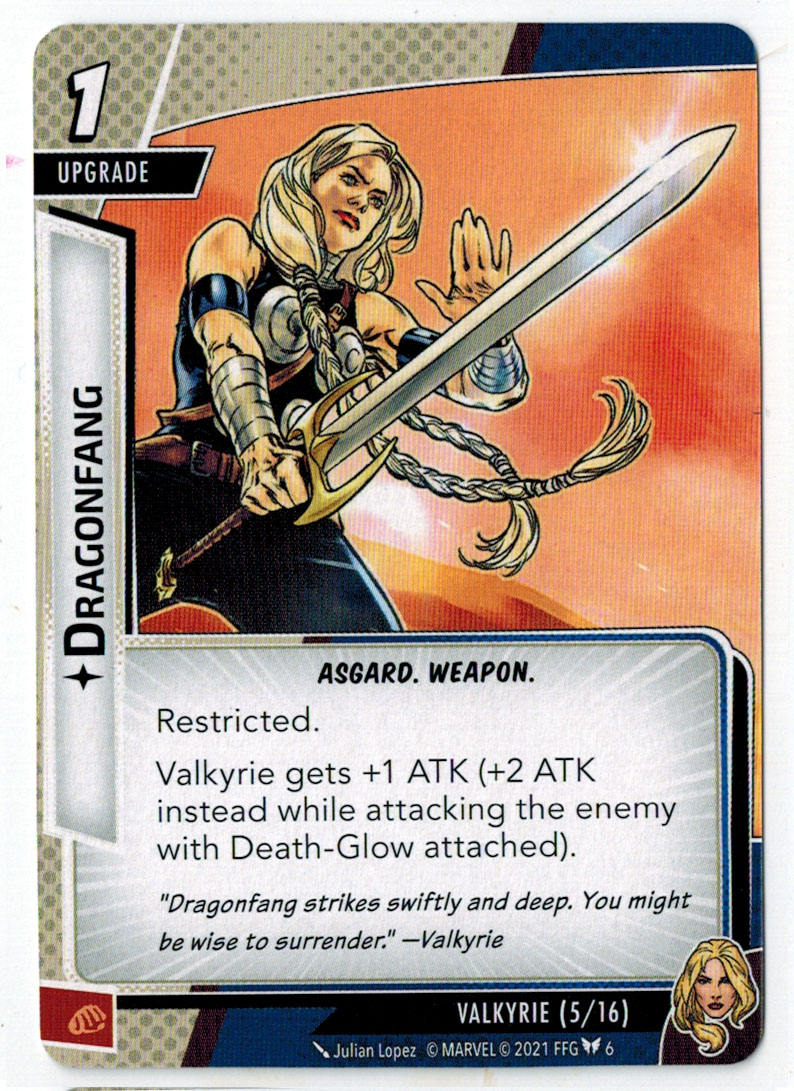 1
UPGRADE
DRAGONFANG
ASGARD. WEAPON.
Restricted.
Valkyrie gets +1 ATK (+2 ATK
instead while attacking the enemy
with Death-Glow attached).
"Dragonfang strikes swiftly and deep. You might
be wise to surrender." —Valkyrie
VALKYRIE (5/16)
Julian Lopez © MARVEL © 2021 FFG 6